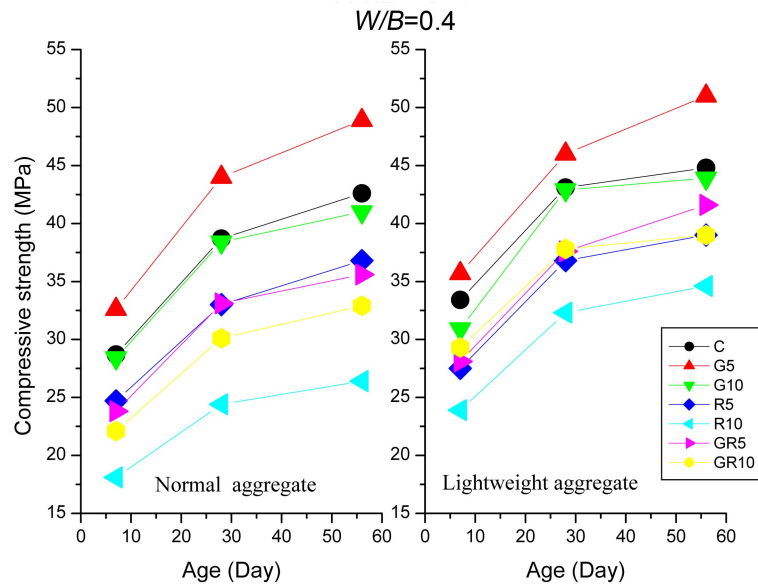 W/B=0.4
Compressive strength (MPa)
55
50
45
40
35
30
25
20
15
Normal aggregate
0 10 20 30 40 50 60
Age (Day)
55
50
45
40
35
30
25
20
15
Lightweight aggregate
0 10 20 30 40 50 60
Age (Day)
C
G5
G10
R5
R10
GR5
GR10